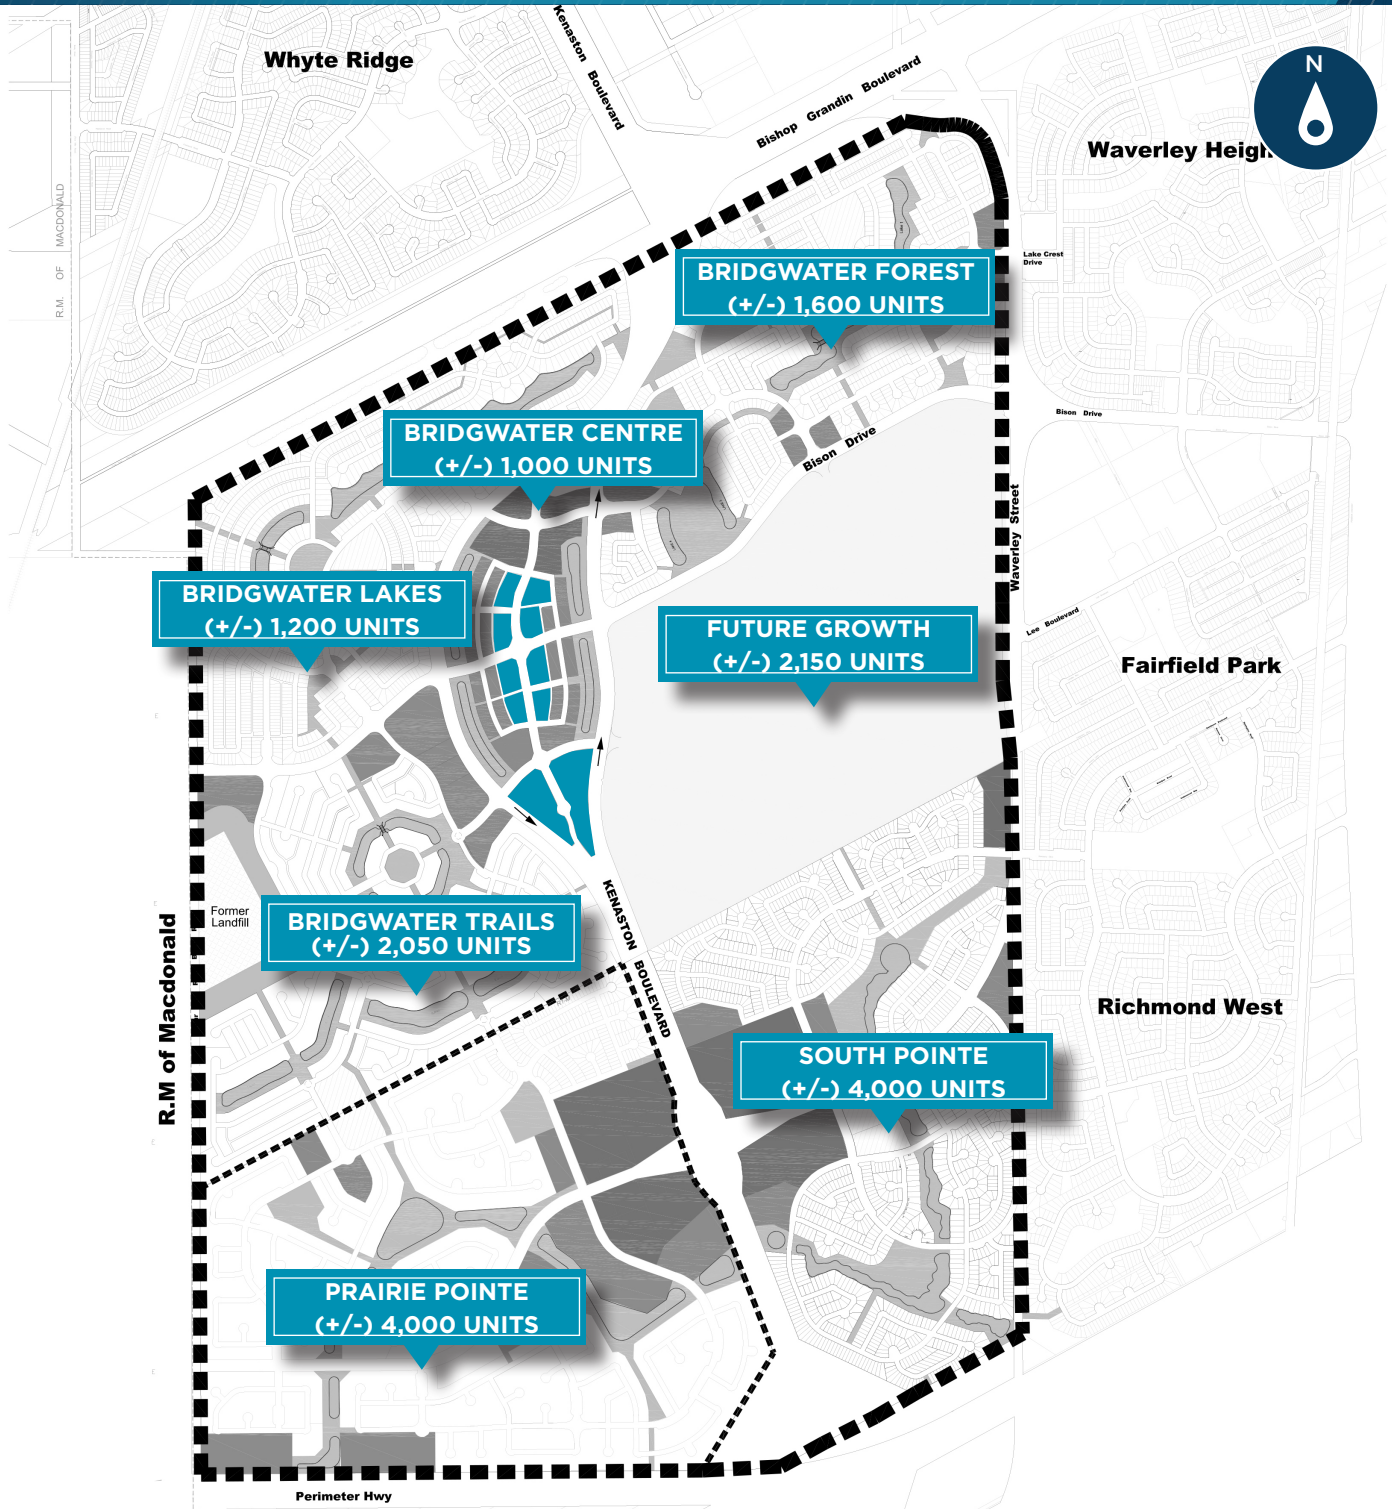 Whyte Ridge
Kenaston Boulevard
Bishop Grandin Boulevard
N
Waverley Heigh
R.M. OF MACDONALD
Lake Crest
Drive
BRIDGWATER FOREST
(+/-) 1,600 UNITS
Bison Drive
BRIDGWATER CENTRE
(+/-) 1,000 UNITS
Bison Drive
Waverley Street
BRIDGWATER LAKES
(+/-) 1,200 UNITS
FUTURE GROWTH
(+/-) 2,150 UNITS
Lee Boulevard
Fairfield Park
Former
Landfill
BRIDGWATER TRAILS
(+/-) 2,050 UNITS
KENASTON BOULEVARD
R.M of Macdonald
Richmond West
SOUTH POINTE
(+/-) 4,000 UNITS
PRAIRIE POINTE
(+/-) 4,000 UNITS
Perimeter Hwy